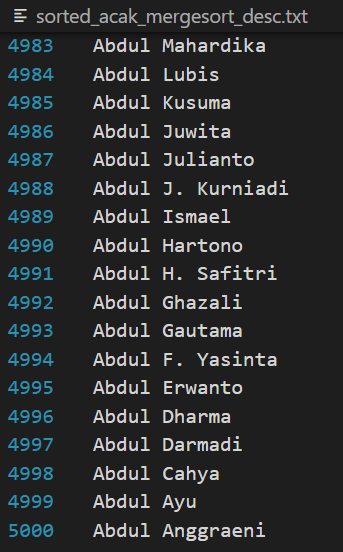 sorted_acak_mergesort_desc.txt
4983 Abdul Mahardika
4984 Abdul Lubis
4985 Abdul Kusuma
4986 Abdul Juwita
4987 Abdul Julianto
4988 Abdul J. Kurniadi
4989 Abdul Ismael
4990 Abdul Hartono
4991 Abdul H. Safitri
4992 Abdul Ghazali
4993 Abdul Gautama
4994 Abdul F. Yasinta
4995 Abdul Erwanto
4996 Abdul Dharma
4997 Abdul Darmadi
4998 Abdul Cahya
4999 Abdul Ayu
5000 Abdul Anggraeni